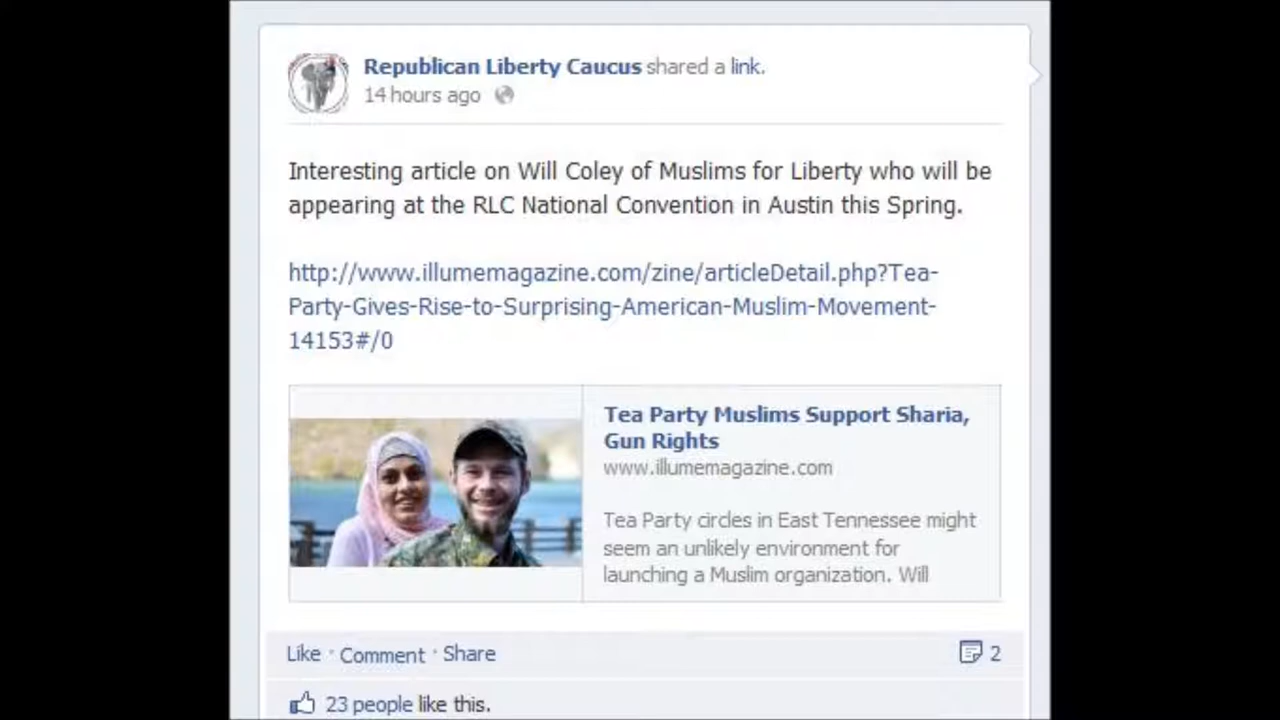 Republican Liberty Caucus shared a link.
14 hours ago
Interesting article on Will Coley of Muslims for Liberty who will be
appearing at the RLC National Convention in Austin this Spring.
http://www.illumemagazine.com/zine/articleDetail.php?Tea-
Party-Gives-Rise-to-Surprising-American-Muslim-Movement-
14153#/0
Tea Party Muslims Support Sharia,
Gun Rights
www.illumemagazine.com
Tea Party circles in East Tennessee might
seem an unlikely environment for
launching a Muslim organization. Will
Like · Comment · Share 2
23 people like this.